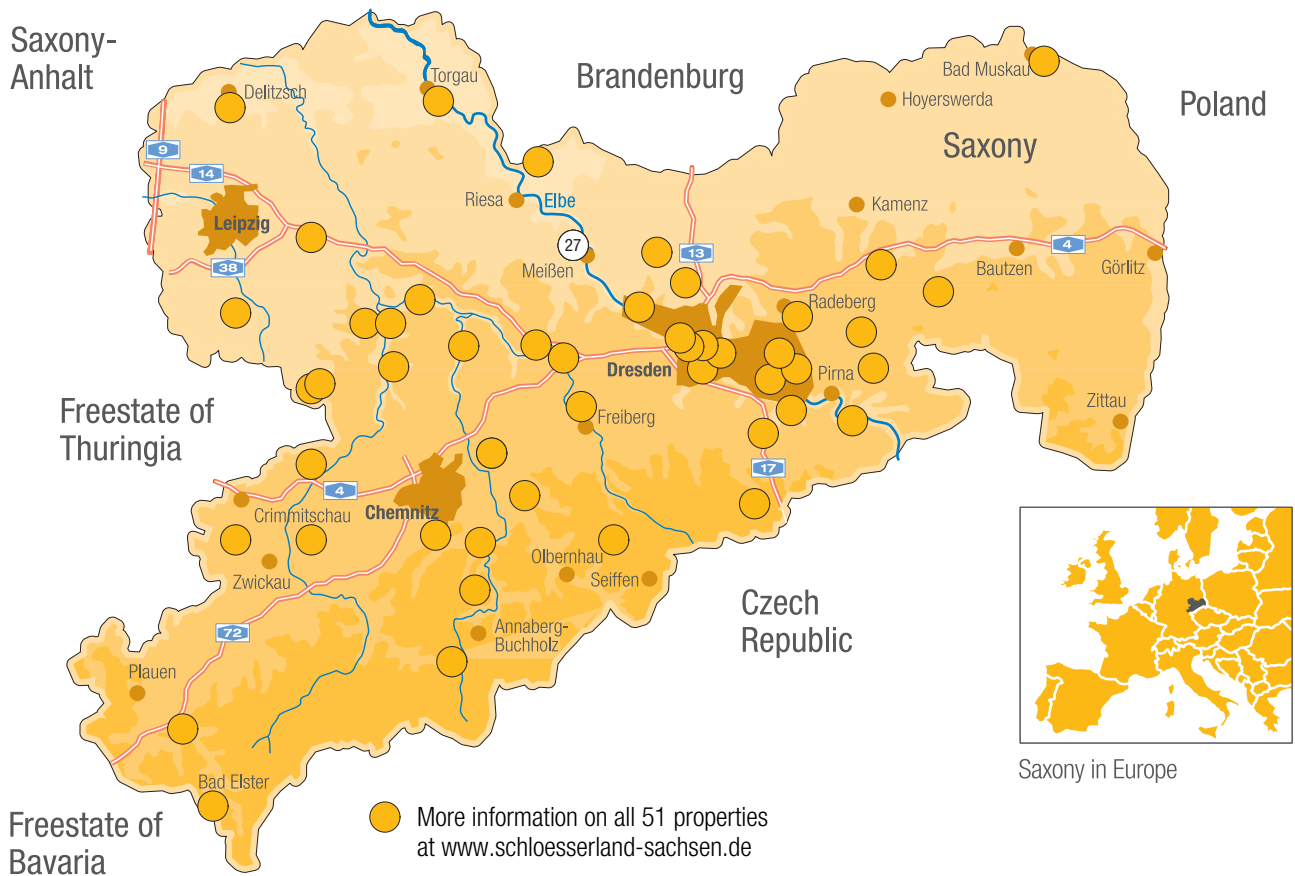 Saxony-
Anhalt
Brandenburg
Poland
Saxony
Freestate of
Thuringia
Czech
Republic
Freestate of
Bavaria
Torgau
Delitzsch
Bad Muskau
Hoyerswerda
9
14
Leipzig
38
Riesa
Elbe
27
Meißen
13
Kamenz
4
Bautzen
Görlitz
Radeberg
Dresden
Pirna
Zittau
Freiberg
17
4
Crimmitschau
Chemnitz
Zwickau
Olbernhau
Seiffen
72
Annaberg-
Buchholz
Plauen
Bad Elster
Saxony in Europe
More information on all 51 properties
at www.schloesserland-sachsen.de